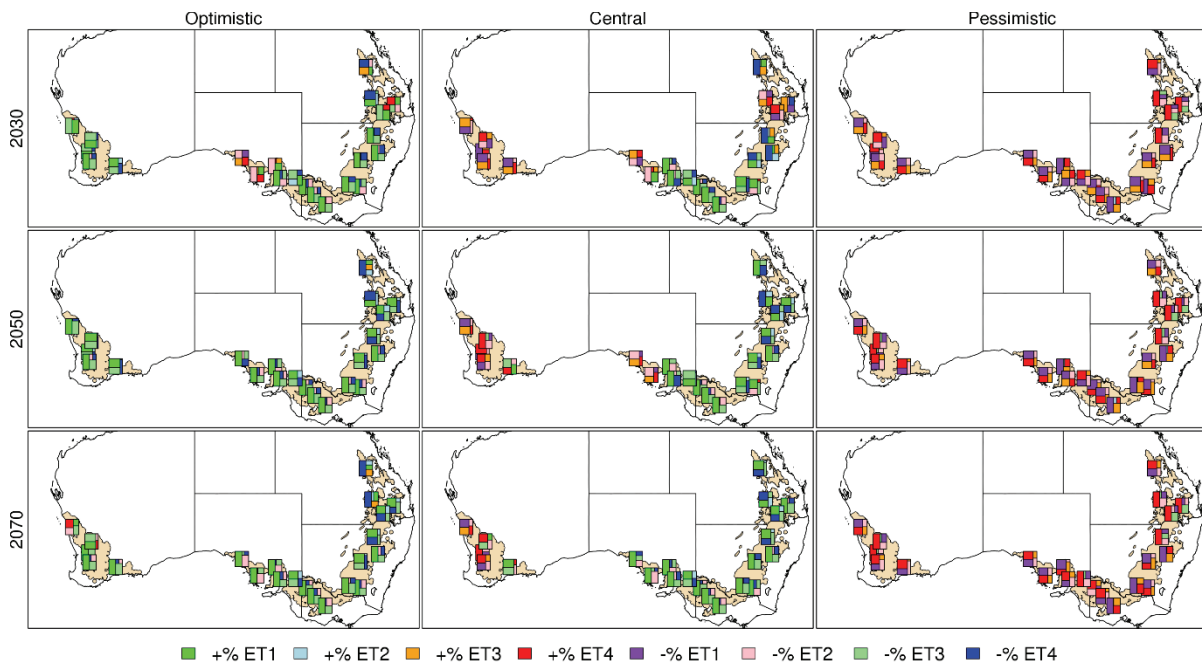 Optimistic Central Pessimistic
2030
2050
2070
+% ET1 +% ET2 +% ET3 +% ET4 -% ET1 -% ET2 -% ET3 -% ET4